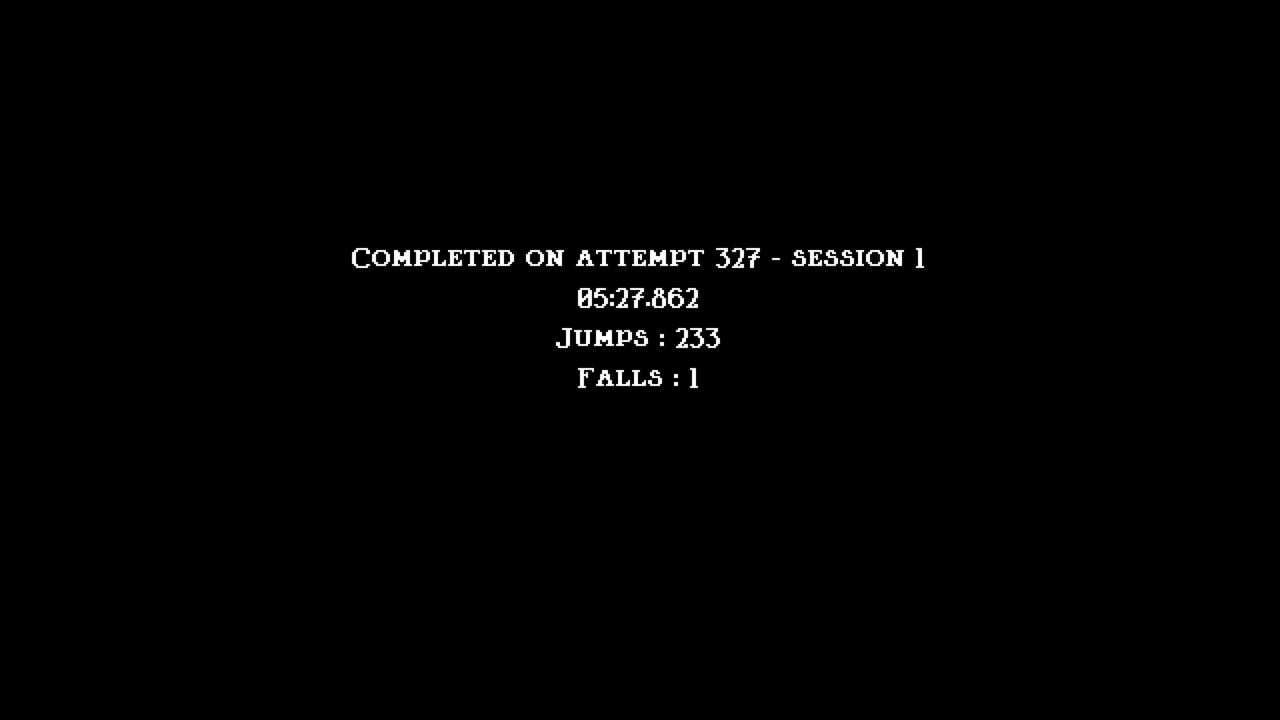 Completed on attempt 327 - session 1
05:27.862
Jumps : 233
Falls : 1